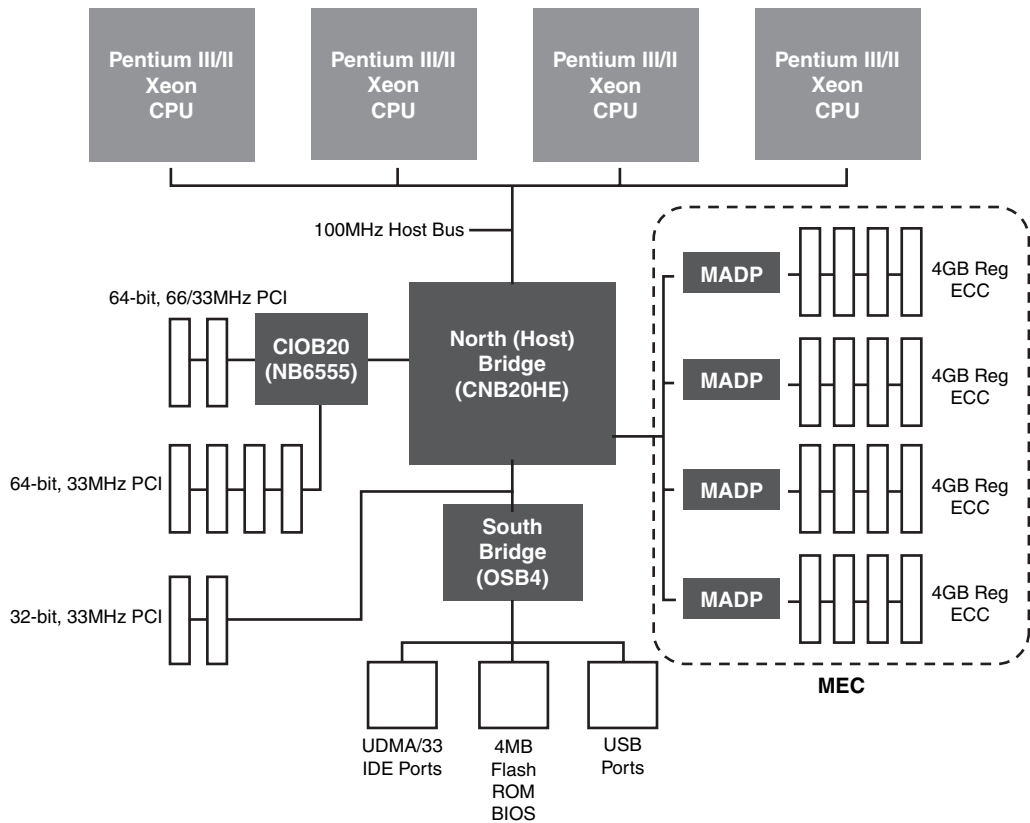 Pentium III/II
Xeon
CPU
Pentium III/II
Xeon
CPU
Pentium III/II
Xeon
CPU
Pentium III/II
Xeon
CPU
100MHz Host Bus
64-bit, 66/33MHz PCI
CIOB20
(NB6555)
North (Host)
Bridge
(CNB20HE)
MADP
4GB Reg
ECC
MADP
4GB Reg
ECC
MADP
4GB Reg
ECC
MADP
4GB Reg
ECC
MEC
64-bit, 33MHz PCI
South
Bridge
(OSB4)
32-bit, 33MHz PCI
UDMA/33
IDE Ports
4MB
Flash
ROM
BIOS
USB
Ports